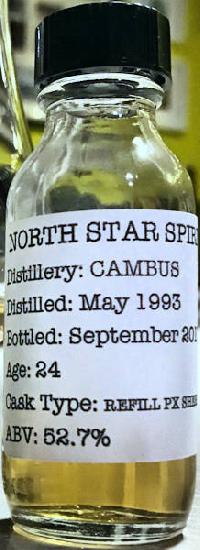 NORTH STAR SPIR
Distillery: CAMBUS
Distilled: May 1993
Bottled: September 201
Age: 24
Cask Type: REFILL PX SHE
ABV: 52.7%